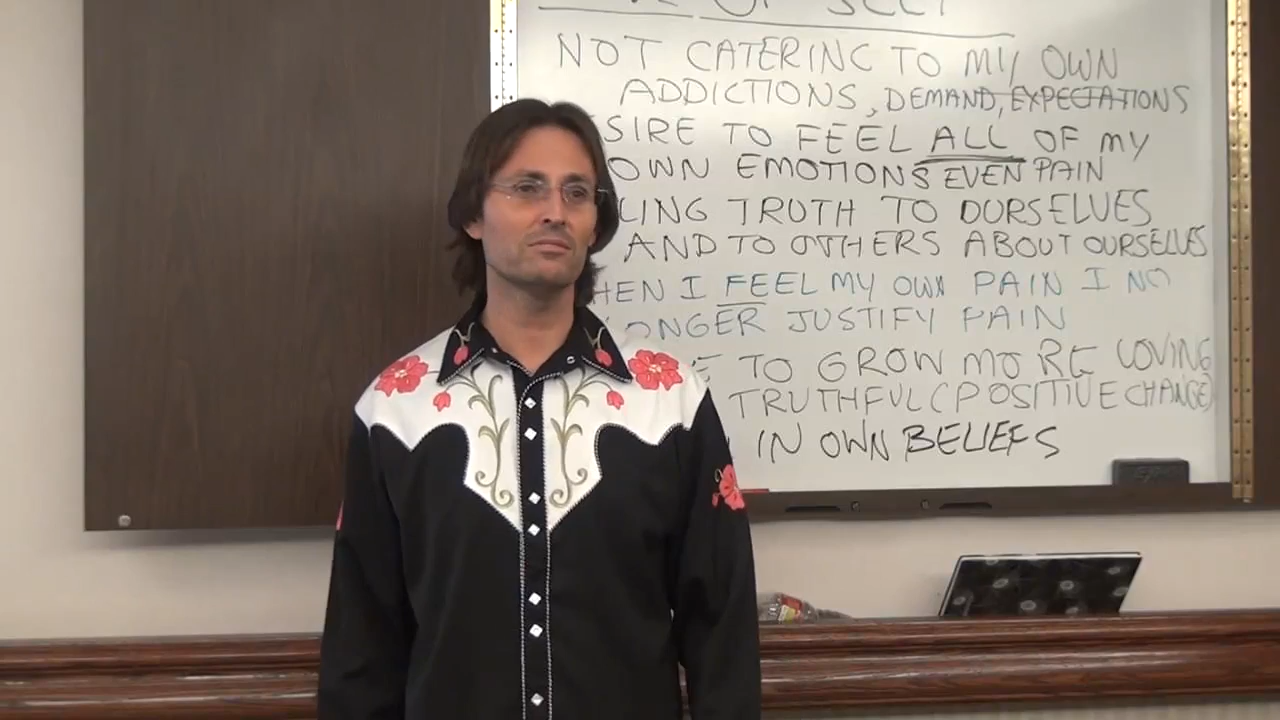 OF SELF
NOT CATERING TO MY OWN
ADDICTIONS, DEMAND, EXPECTATIONS
SIRE TO FEEL ALL OF MY
OWN EMOTIONS EVEN PAIN
LING TRUTH TO OURSELVES
AND TO OTHERS ABOUT OURSELVES
HEN I FEEL MY OWN PAIN I NO
ONGER JUSTIFY PAIN
E TO GROW MORE LOVING
TRUTHFUL (POSITIVE CHANGE)
IN OWN BELIEFS